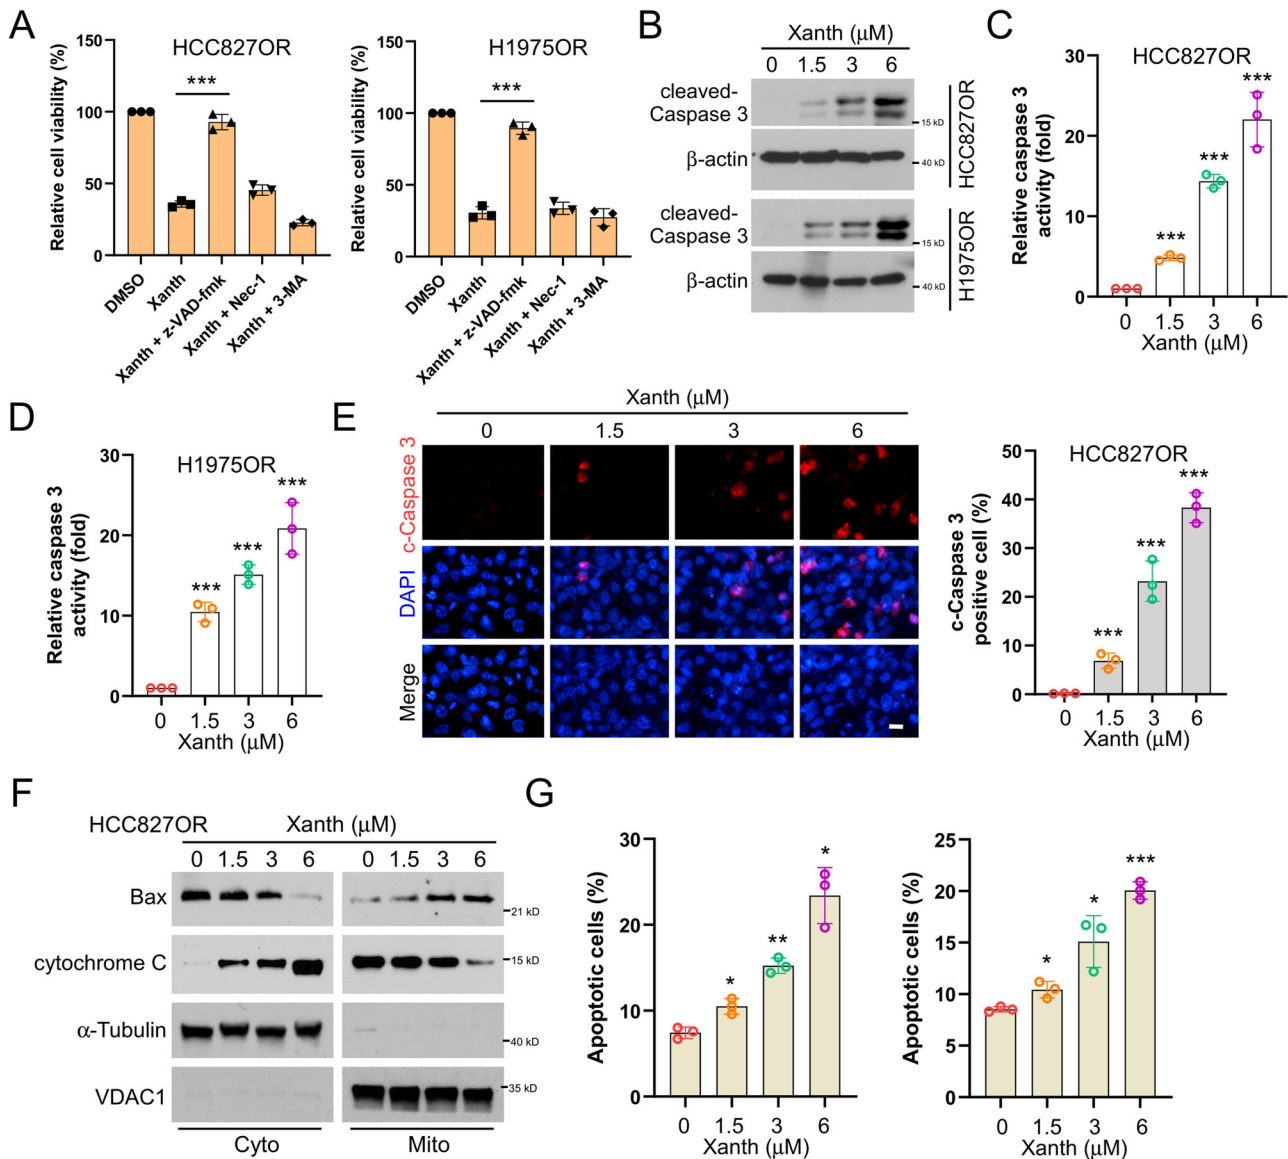 A
HCC827OR
Relative cell viability (%)
150
100
50
0
***
DMSO
Xanth
Xanth + z-VAD-fmk
Xanth + Nec-1
Xanth + 3-MA
H1975OR
Relative cell viability (%)
150
100
50
0
***
DMSO
Xanth
Xanth + z-VAD-fmk
Xanth + Nec-1
Xanth + 3-MA
B
Xanth (μM)
0 1.5 3 6
cleaved-
Caspase 3
15 kD
β-actin
40 kD
HCC827OR
cleaved-
Caspase 3
15 kD
β-actin
40 kD
H1975OR
C
HCC827OR
Relative caspase 3
activity (fold)
30
20
10
0
***
***
***
0 1.5 3 6
Xanth (μM)
D
H1975OR
Relative caspase 3
activity (fold)
30
20
10
0
***
***
***
0 1.5 3 6
Xanth (μM)
E
Xanth (μM)
0 1.5 3 6
c-Caspase 3
DAPI
Merge
HCC827OR
c-Caspase 3
positive cell (%)
50
40
30
20
10
0
***
***
***
0 1.5 3 6
Xanth (μM)
F
HCC827OR Xanth (μM)
0 1.5 3 6 0 1.5 3 6
Bax
21 kD
cytochrome C
15 kD
α-Tubulin
40 kD
VDAC1
35 kD
Cyto Mito
G
Apoptotic cells (%)
30
20
10
0
*
**
*
0 1.5 3 6
Xanth (μM)
Apoptotic cells (%)
25
20
15
10
5
0
*
*
***
0 1.5 3 6
Xanth (μM)